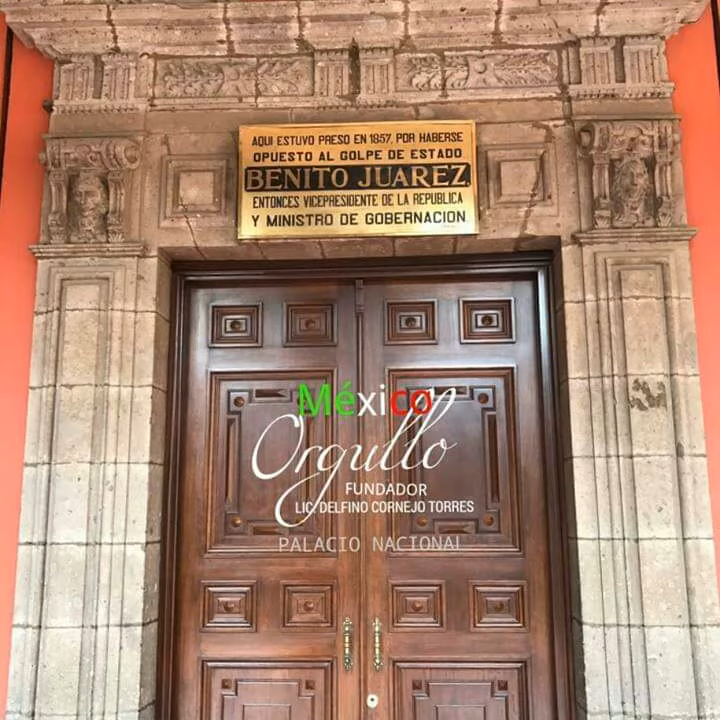 AQUI ESTUVO PRESO EN 1857, POR HABERSE
OPUESTO AL GOLPE DE ESTADO
BENITO JUAREZ,
ENTONCES VICEPRESIDENTE DE LA REPUBLICA
Y MINISTRO DE GOBERNACION
México
Orgullo
FUNDADOR
LIC. DELFINO CORNEJO TORRES
PALACIO NACIONAL